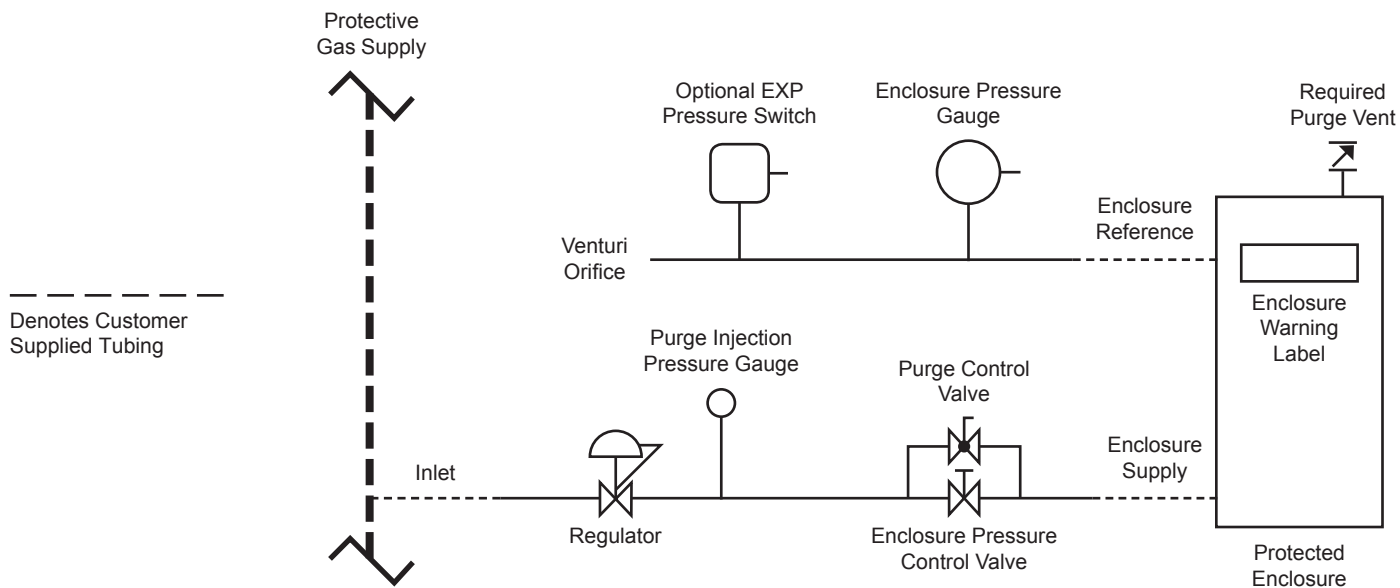 Protective
Gas Supply
Optional EXP
Pressure Switch
Enclosure Pressure
Gauge
Required
Purge Vent
Enclosure
Reference
Venturi
Orifice
Enclosure
Warning
Label
Denotes Customer
Supplied Tubing
Purge Injection
Pressure Gauge
Purge Control
Valve
Enclosure
Supply
Inlet
Regulator
Enclosure Pressure
Control Valve
Protected
Enclosure